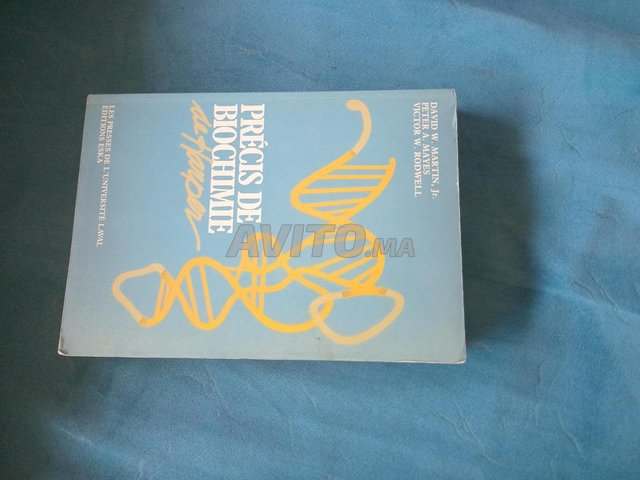 DAVID W. MARTIN, Jr.
PETER A. MAYES
VICTOR W. RODWELL
PRÉCIS DE
BIOCHIMIE
de Harper
LES PRESSES DE L'UNIVERSITÉ LAVAL
ÉDITIONS ESKA
AVITO.MA